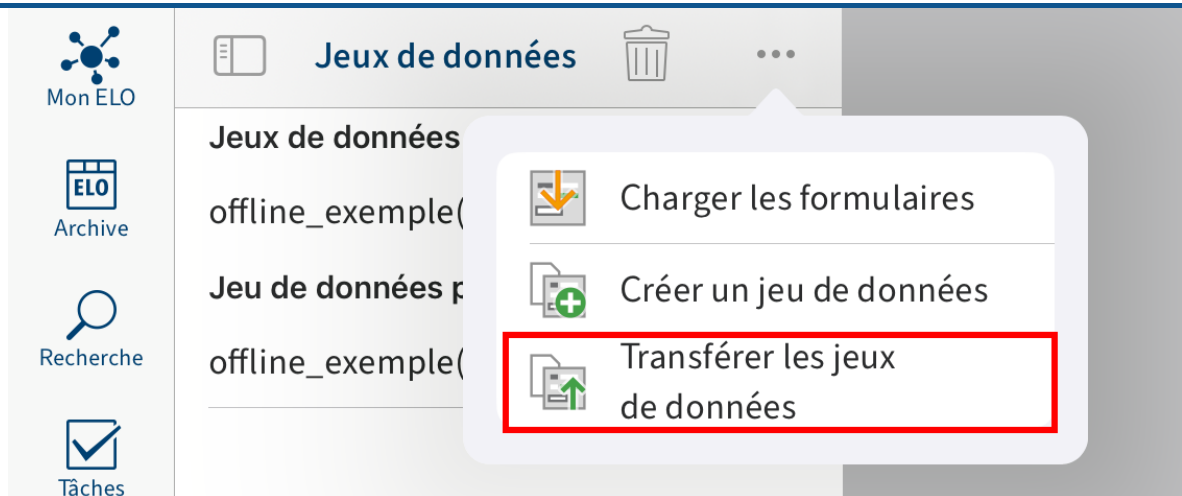 Mon ELO
ELO
Archive
Recherche
Tâches
Jeux de données
Jeux de données
offline_exemple(
Jeu de données
offline_exemple(
Charger les formulaires
Créer un jeu de données
Transférer les jeux
de données